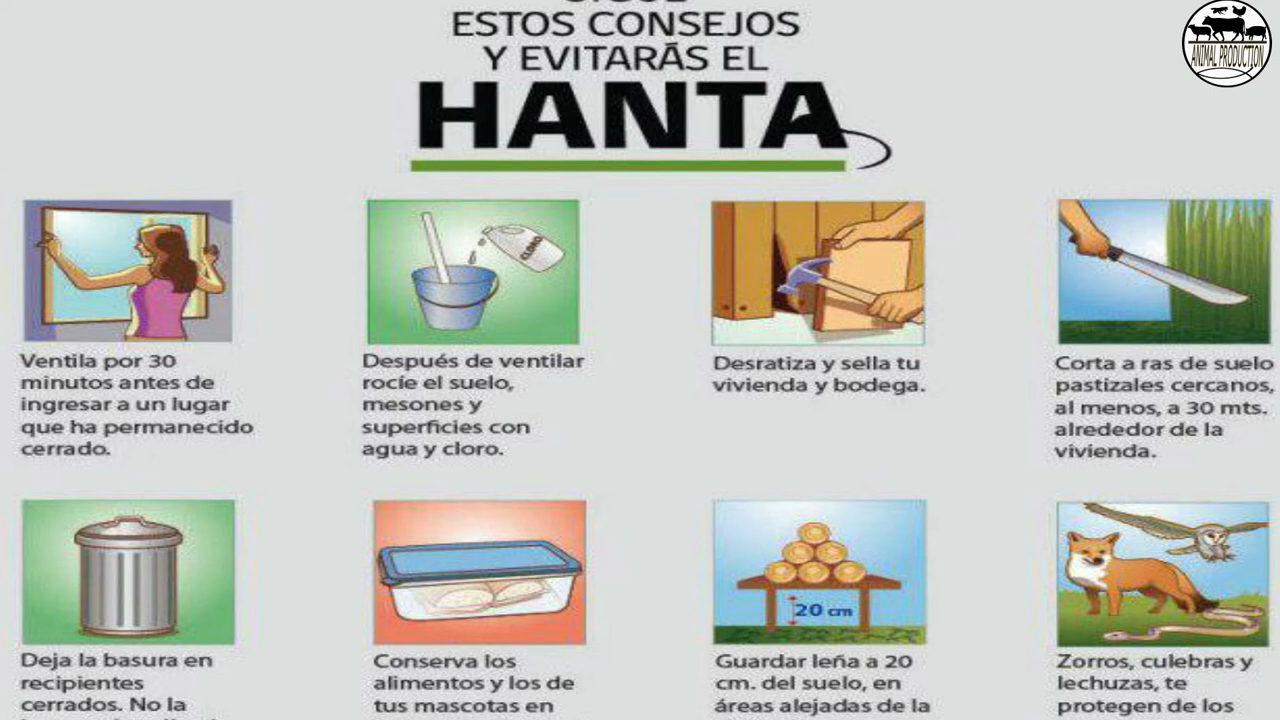 ESTOS CONSEJOS
Y EVITARÁS EL
HANTA
ANIMAL PRODUCTION
CLORO
Ventila por 30
minutos antes de
ingresar a un lugar
que ha permanecido
cerrado.
Después de ventilar
rocíe el suelo,
mesones y
superficies con
agua y cloro.
Desratiza y sella tu
vivienda y bodega.
Corta a ras de suelo
pastizales cercanos,
al menos, a 30 mts.
alrededor de la
vivienda.
20 cm
Deja la basura en
recipientes
cerrados. No la
Conserva los
alimentos y los de
tus mascotas en
Guardar leña a 20
cm. del suelo, en
áreas alejadas de la
Zorros, culebras y
lechuzas, te
protegen de los